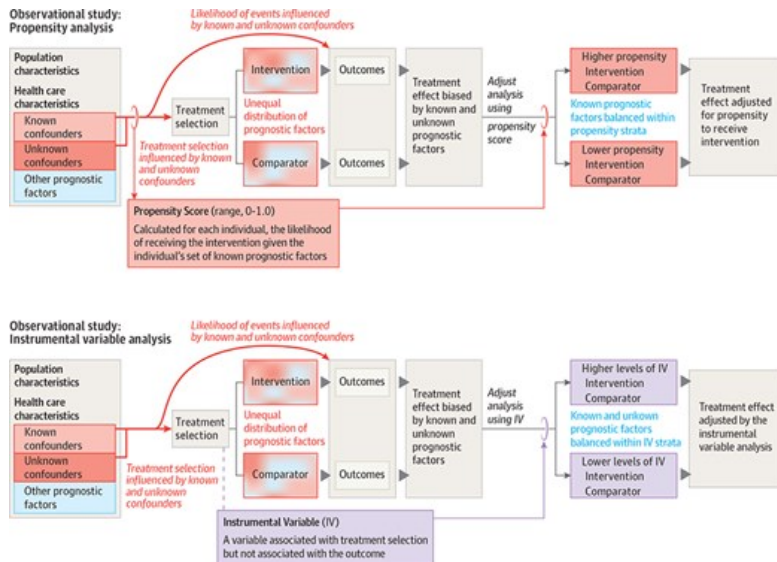 Observational study:
Propensity analysis
Likelihood of events influenced
by known and unknown confounders
Population
characteristics
Health care
characteristics
Known
confounders
Unknown
confounders
Other prognostic
factors
Treatment
selection
Treatment selection
influenced by known
and unknown
confounders
Intervention
Unequal
distribution of
prognostic factors
Comparator
Outcomes
Outcomes
Treatment
effect biased
by known and
unknown
prognostic
factors
Adjust
analysis
using
propensity
score
Higher propensity
Intervention
Comparator
Known prognostic
factors balanced within
propensity strata
Lower propensity
Intervention
Comparator
Treatment
effect adjusted
for propensity
to receive
intervention
Propensity Score (range, 0-1.0)
Calculated for each individual, the likelihood
of receiving the intervention given the
individual's set of known prognostic factors
Observational study:
Instrumental variable analysis
Likelihood of events influenced
by known and unknown confounders
Population
characteristics
Health care
characteristics
Known
confounders
Unknown
confounders
Other prognostic
factors
Treatment
selection
Treatment selection
influenced by known
and unknown
confounders
Intervention
Unequal
distribution of
prognostic factors
Comparator
Outcomes
Outcomes
Treatment
effect biased
by known and
unknown
prognostic
factors
Adjust
analysis
using IV
Higher levels of IV
Intervention
Comparator
Known and unkown
prognostic factors
balanced within IV strata
Lower levels of IV
Intervention
Comparator
Treatment effect
adjusted by the
instrumental
variable analysis
Instrumental Variable (IV)
A variable associated with treatment selection
but not associated with the outcome